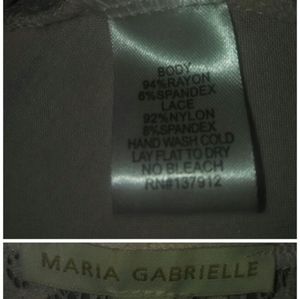 BODY
94%RAYON
6%SPANDEX
LACE
92%NYLON
8%SPANDEX
HAND WASH COLD
LAY FLAT TO DRY
NO BLEACH
RN#137912
MARIA GABRIELLE